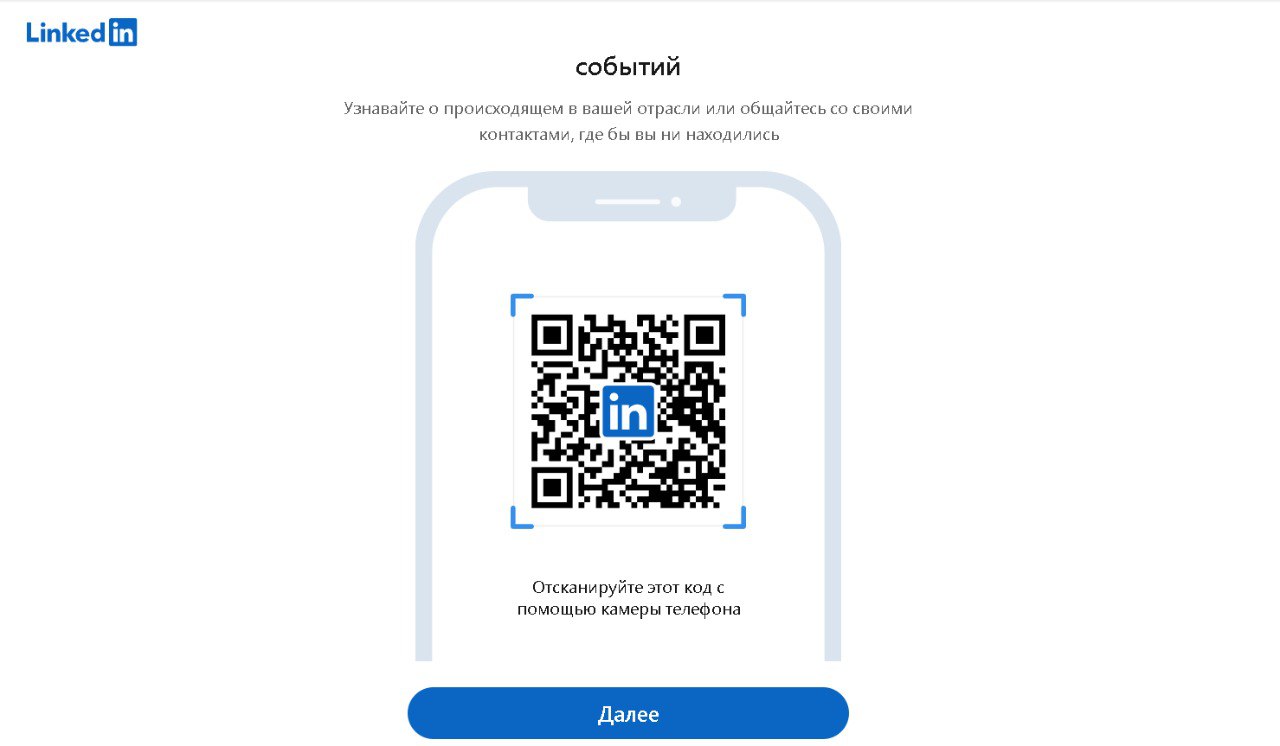 LinkedIn
событий
Узнавайте о происходящем в вашей отрасли или общайтесь со своими
контактами, где бы вы ни находились
in
Отсканируйте этот код с
помощью камеры телефона
Далее